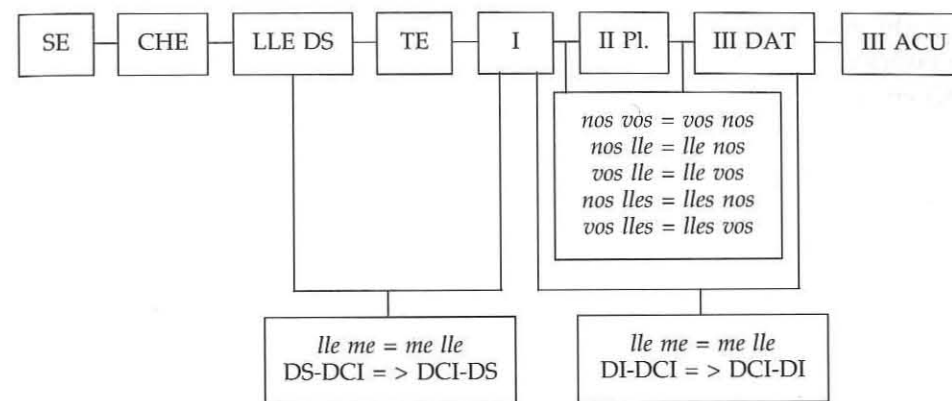 SE CHE LLE DS TE I II Pl. III DAT III ACU
nos vos = vos nos
nos lle = lle nos
vos lle = lle vos
nos lles = lles nos
vos lles = lles vos
lle me = me lle
DS-DCI = > DCI-DS
lle me = me lle
DI-DCI = > DCI-DI